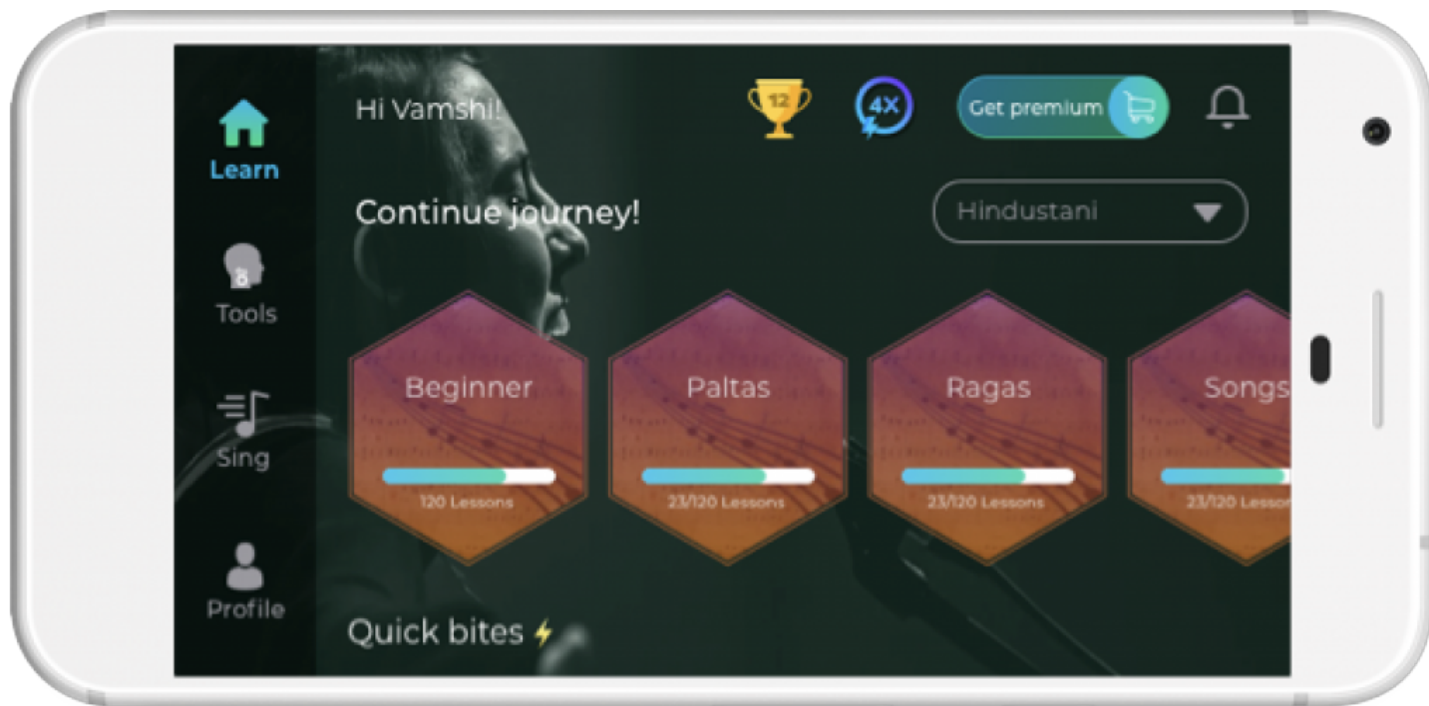 Hi Vamshi!
12
4X
Get premium
Learn
Continue journey!
Hindustani
Tools
Beginner
Paltas
Ragas
Songs
Sing
120 Lessons
23/120 Lessons
23/120 Lessons
23/120 Lesson
Profile
Quick bites